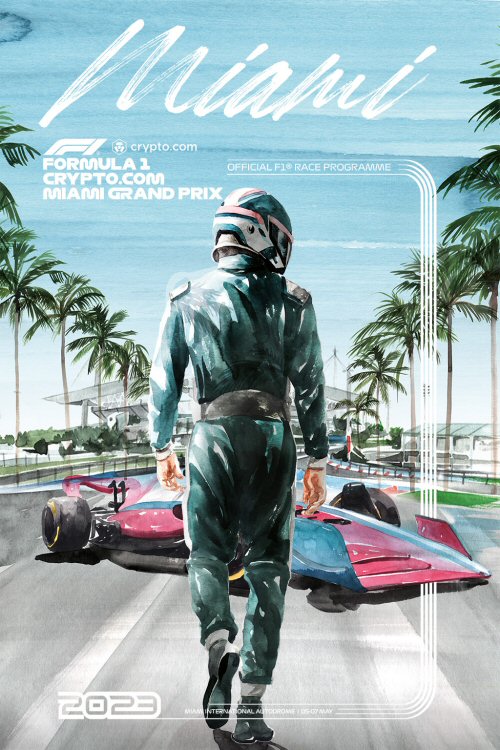 Miami
F1 crypto.com
FORMULA 1
CRYPTO.COM
MIAMI GRAND PRIX
OFFICIAL F1® RACE PROGRAMME
11
2023
MIAMI INTERNATIONAL AUTODROME / 05-07 MAY